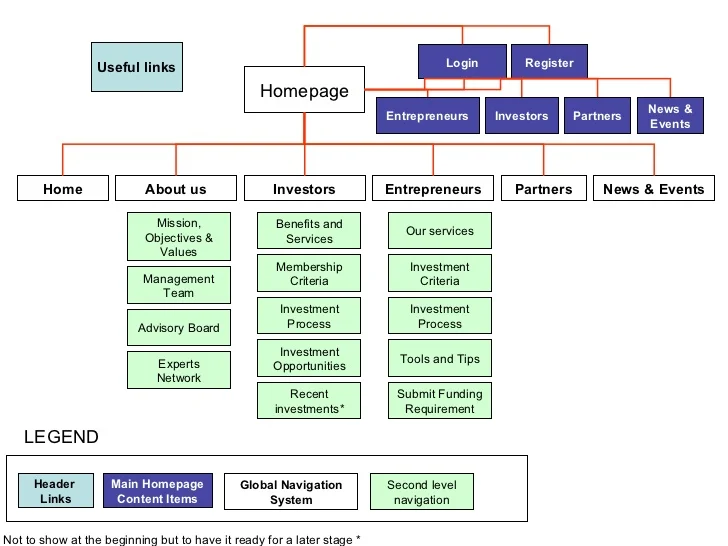 Useful links
Homepage
Login
Register
Entrepreneurs
Investors
Partners
News &
Events
Home
About us
Investors
Entrepreneurs
Partners
News & Events
Mission,
Objectives &
Values
Management
Team
Advisory Board
Experts
Network
Benefits and
Services
Membership
Criteria
Investment
Process
Investment
Opportunities
Recent
investments*
Our services
Investment
Criteria
Investment
Process
Tools and Tips
Submit Funding
Requirement
LEGEND
Header
Links
Main Homepage
Content Items
Global Navigation
System
Second level
navigation
Not to show at the beginning but to have it ready for a later stage *